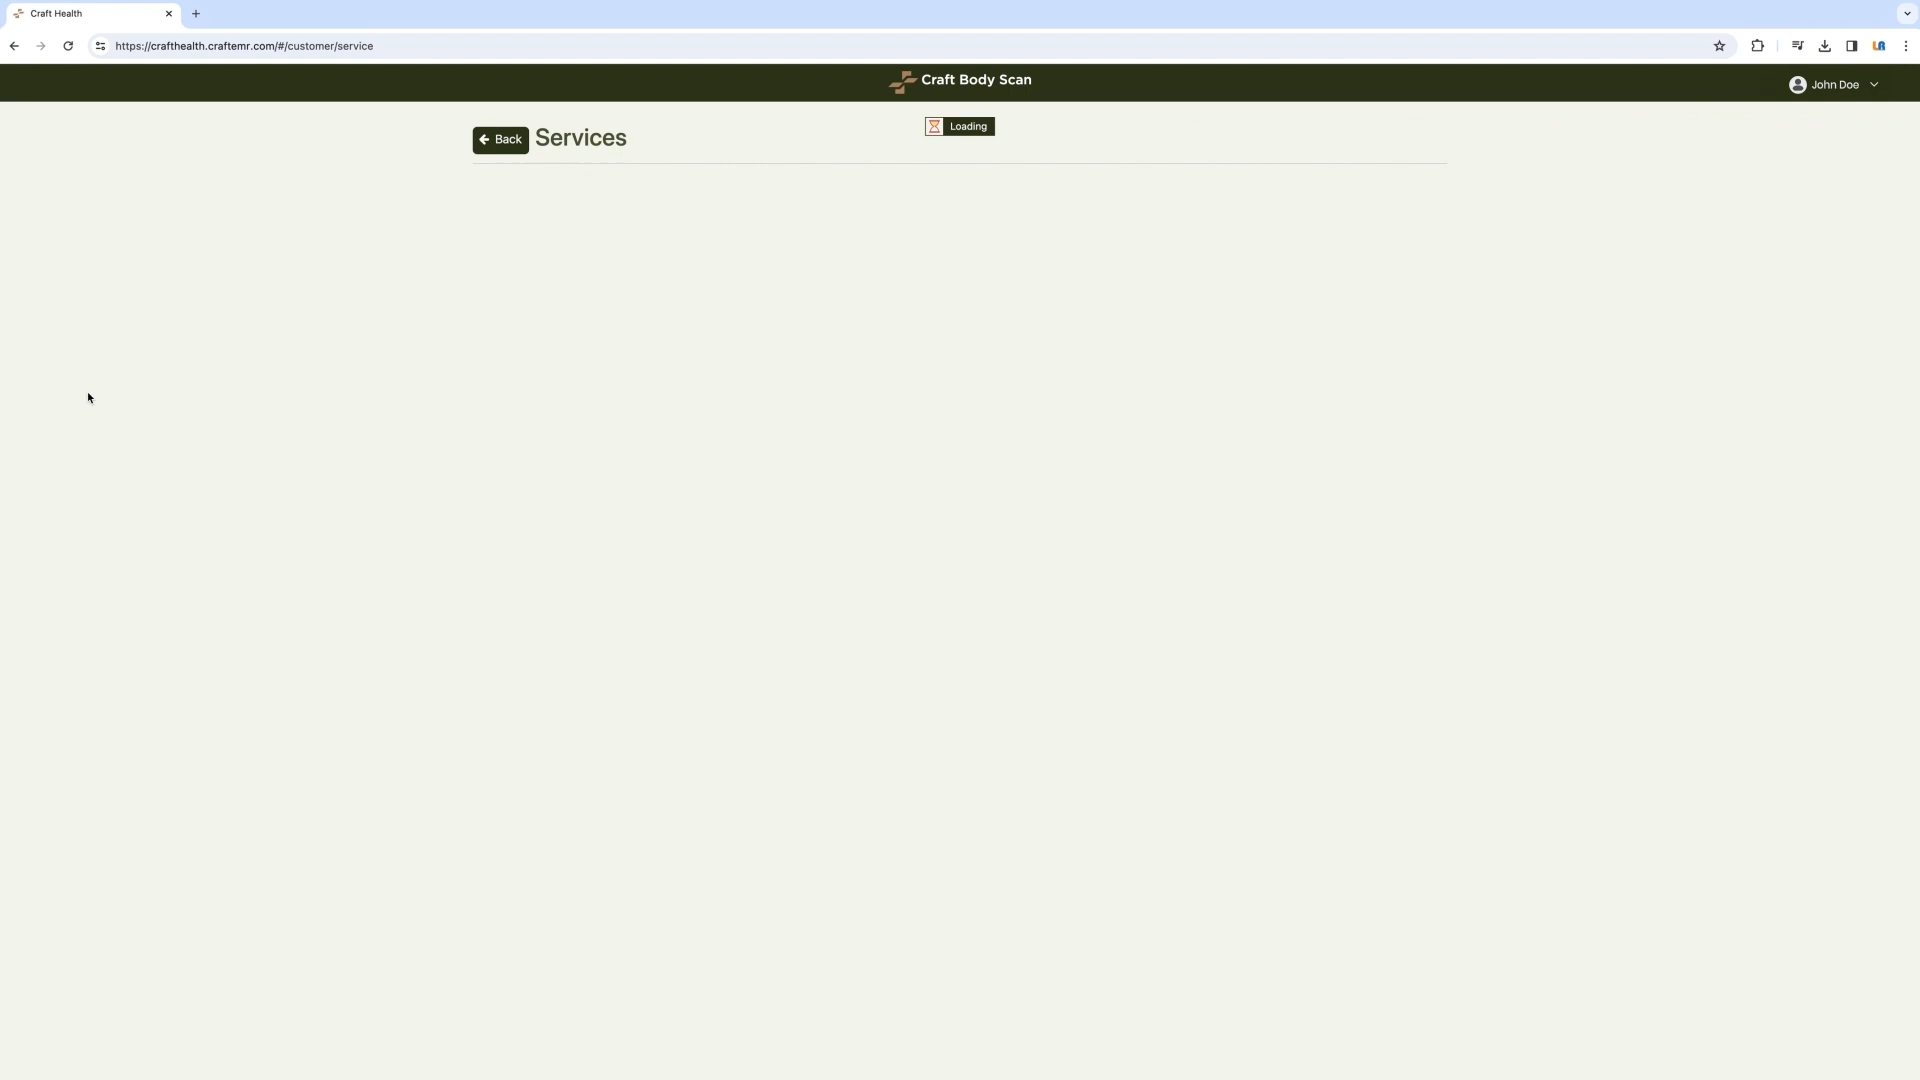 Craft Health
https://crafthealth.craftemr.com/#/customer/service
Craft Body Scan
John Doe
Loading
Back
Services